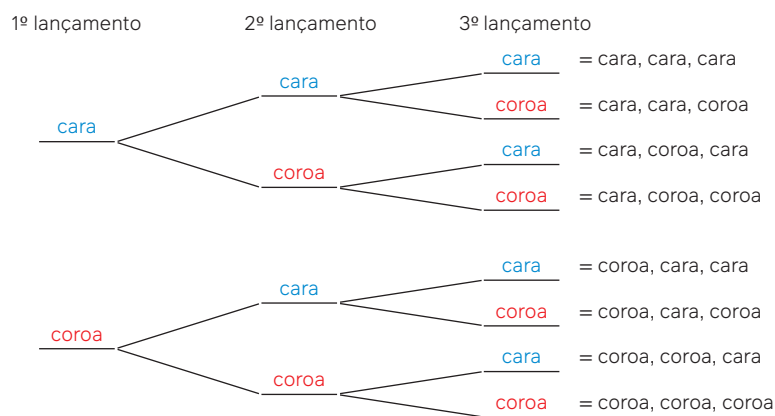 1º lançamento 2º lançamento 3º lançamento
cara = cara, cara, cara
cara
coroa = cara, cara, coroa
cara
cara = cara, coroa, cara
coroa
coroa = cara, coroa, coroa
cara = coroa, cara, cara
cara
coroa = coroa, cara, coroa
coroa
cara = coroa, coroa, cara
coroa
coroa = coroa, coroa, coroa